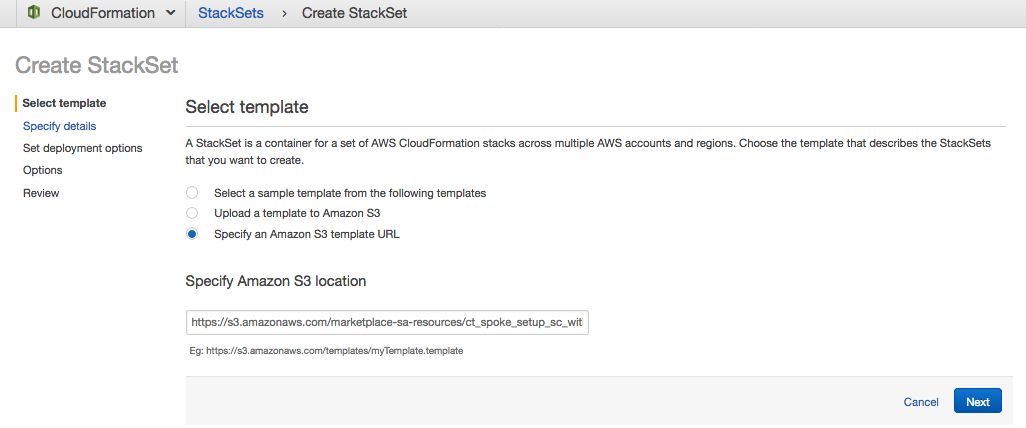 CloudFormation StackSets › Create StackSet
Create StackSet
Select template
Specify details
Set deployment options
Options
Review
Select template
A StackSet is a container for a set of AWS CloudFormation stacks across multiple AWS accounts and regions. Choose the template that describes the StackSets
that you want to create.
Select a sample template from the following templates
Upload a template to Amazon S3
Specify an Amazon S3 template URL
Specify Amazon S3 location
https://s3.amazonaws.com/marketplace-sa-resources/ct_spoke_setup_sc_wit
Eg: https://s3.amazonaws.com/templates/myTemplate.template
Cancel Next